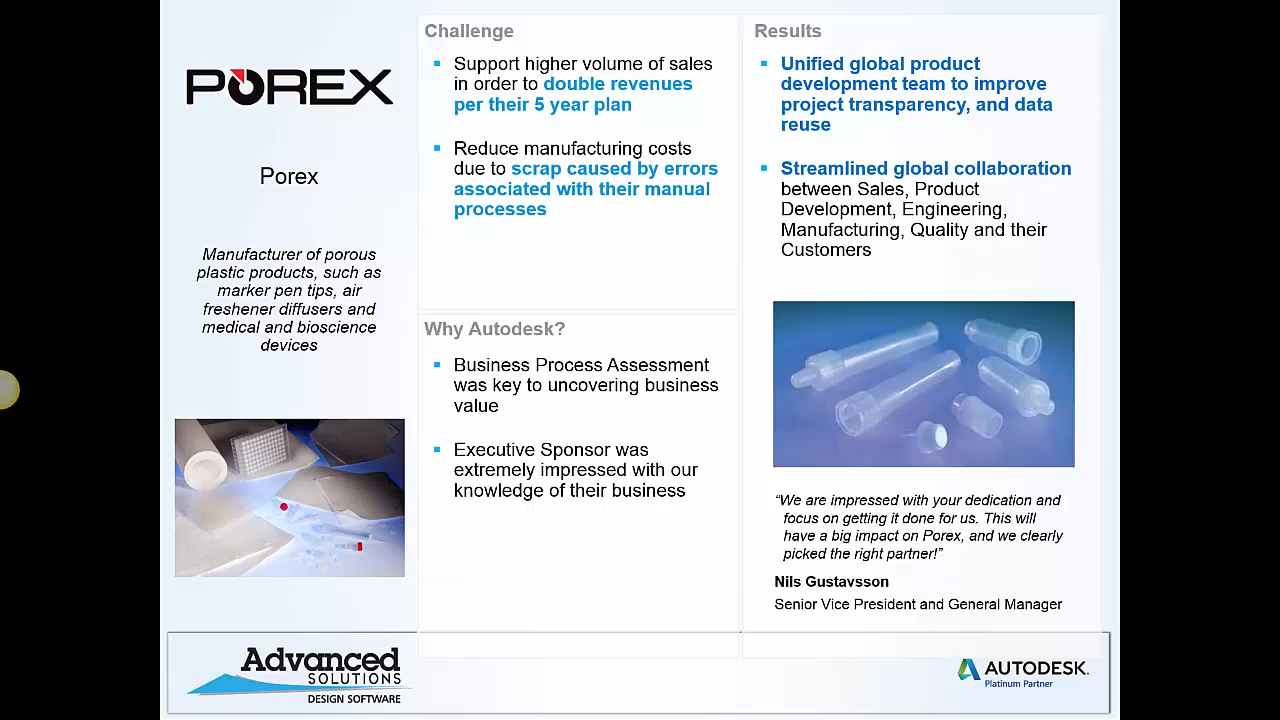 POREX
Porex
Manufacturer of porous
plastic products, such as
marker pen tips, air
freshener diffusers and
medical and bioscience
devices
Challenge
Support higher volume of sales
in order to double revenues
per their 5 year plan
Reduce manufacturing costs
due to scrap caused by errors
associated with their manual
processes
Why Autodesk?
Business Process Assessment
was key to uncovering business
value
Executive Sponsor was
extremely impressed with our
knowledge of their business
Results
Unified global product
development team to improve
project transparency, and data
reuse
Streamlined global collaboration
between Sales, Product
Development, Engineering,
Manufacturing, Quality and their
Customers
“We are impressed with your dedication and
focus on getting it done for us. This will
have a big impact on Porex, and we clearly
picked the right partner!”
Nils Gustavsson
Senior Vice President and General Manager
Advanced
SOLUTIONS
DESIGN SOFTWARE
AUTODESK.
Platinum Partner